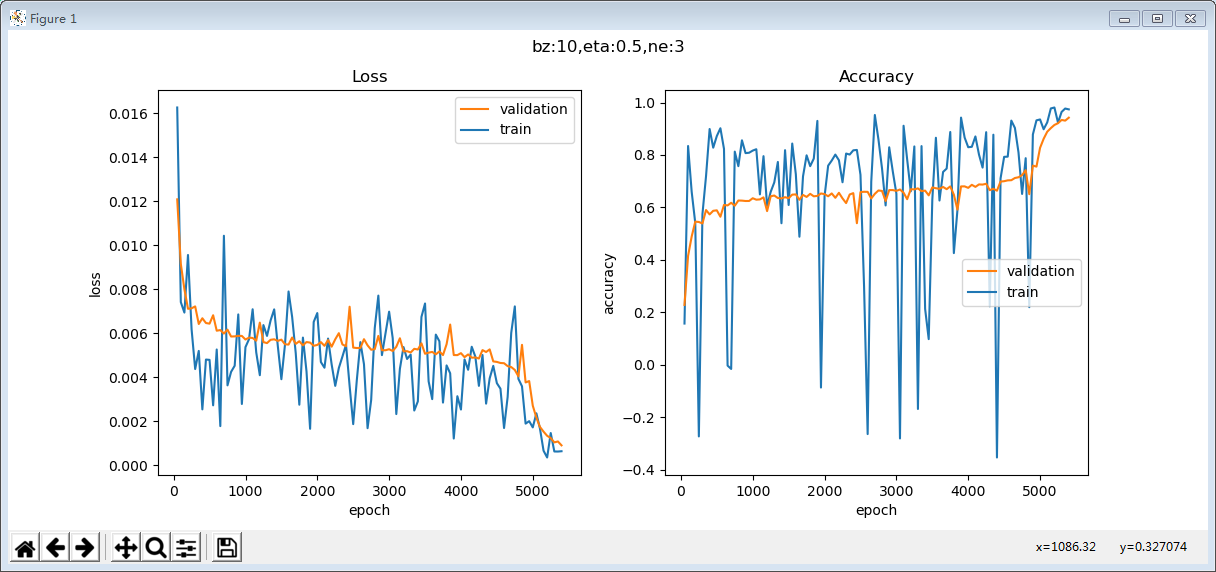 Figure 1
bz:10,eta:0.5,ne:3
Loss
validation
train
0.016
0.014
0.012
0.010
0.008
0.006
0.004
0.002
0.000
loss
0 1000 2000 3000 4000 5000
epoch
Accuracy
1.0
0.8
0.6
0.4
0.2
0.0
−0.2
−0.4
accuracy
validation
train
0 1000 2000 3000 4000 5000
epoch
x=1086.32 y=0.327074